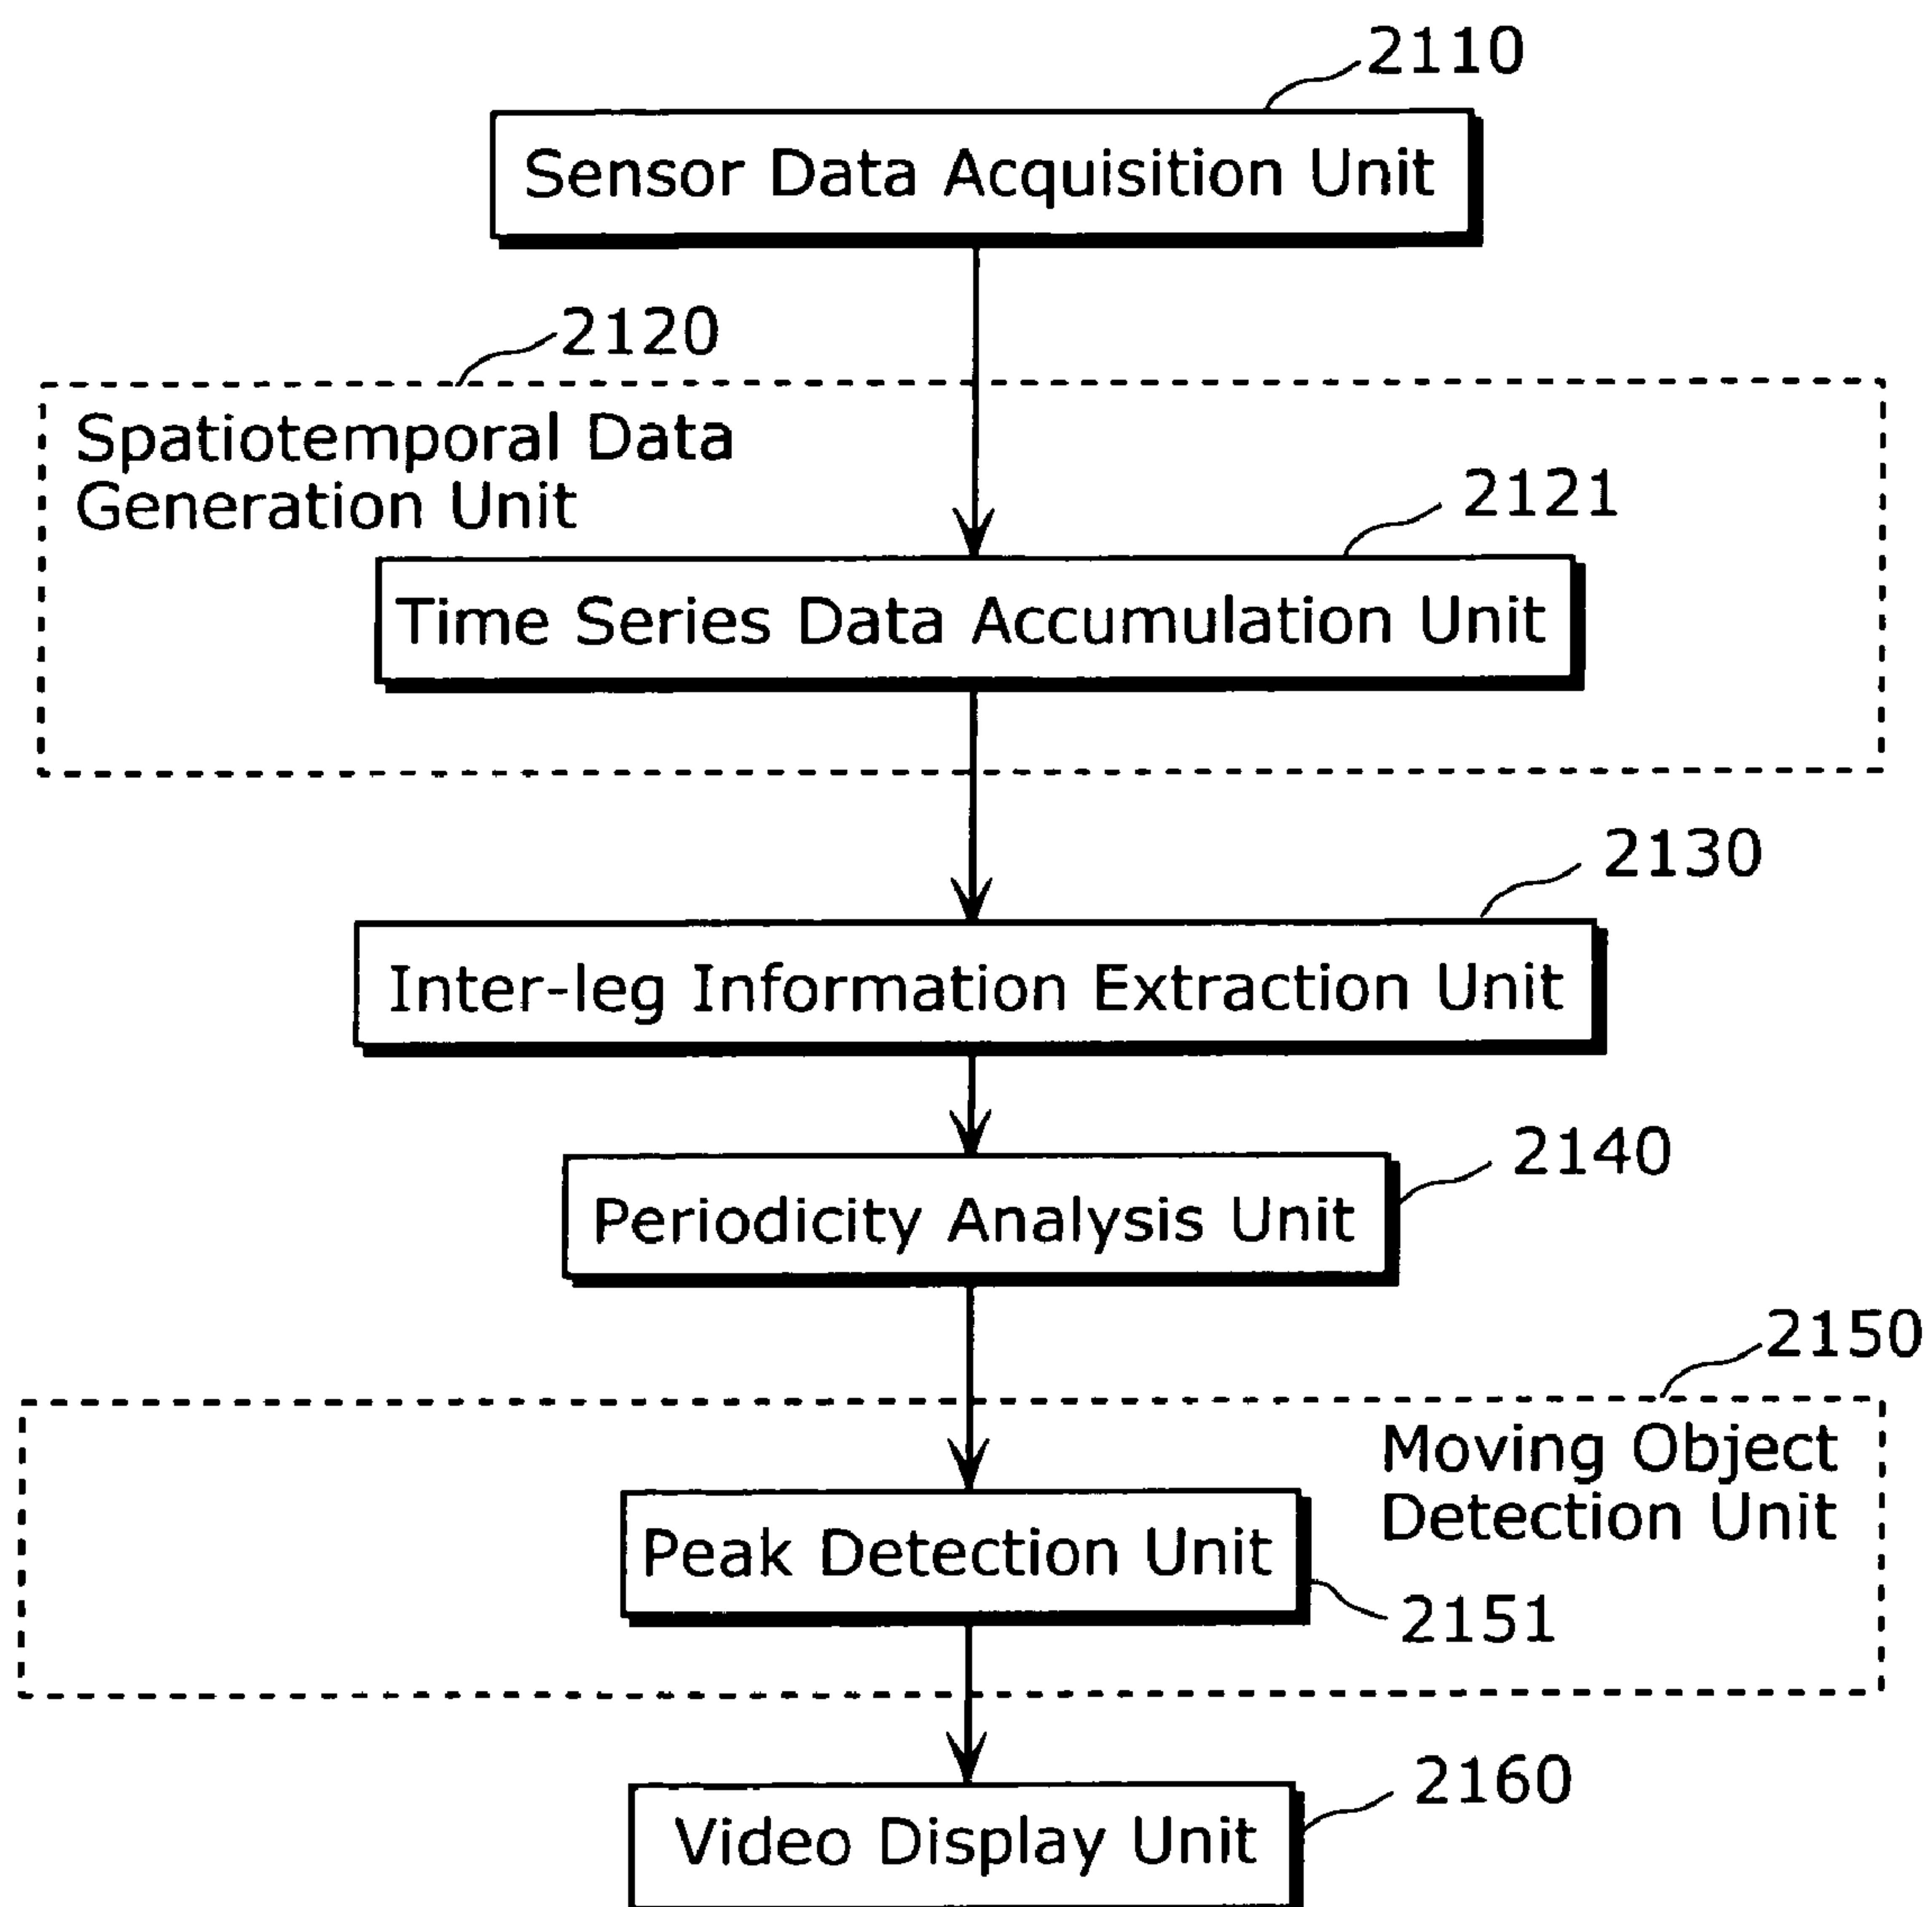 2110
Sensor Data Acquisition Unit
2120
Spatiotemporal Data
Generation Unit
2121
Time Series Data Accumulation Unit
2130
Inter-leg Information Extraction Unit
2140
Periodicity Analysis Unit
2150
Moving Object
Detection Unit
Peak Detection Unit
2151
2160
Video Display Unit